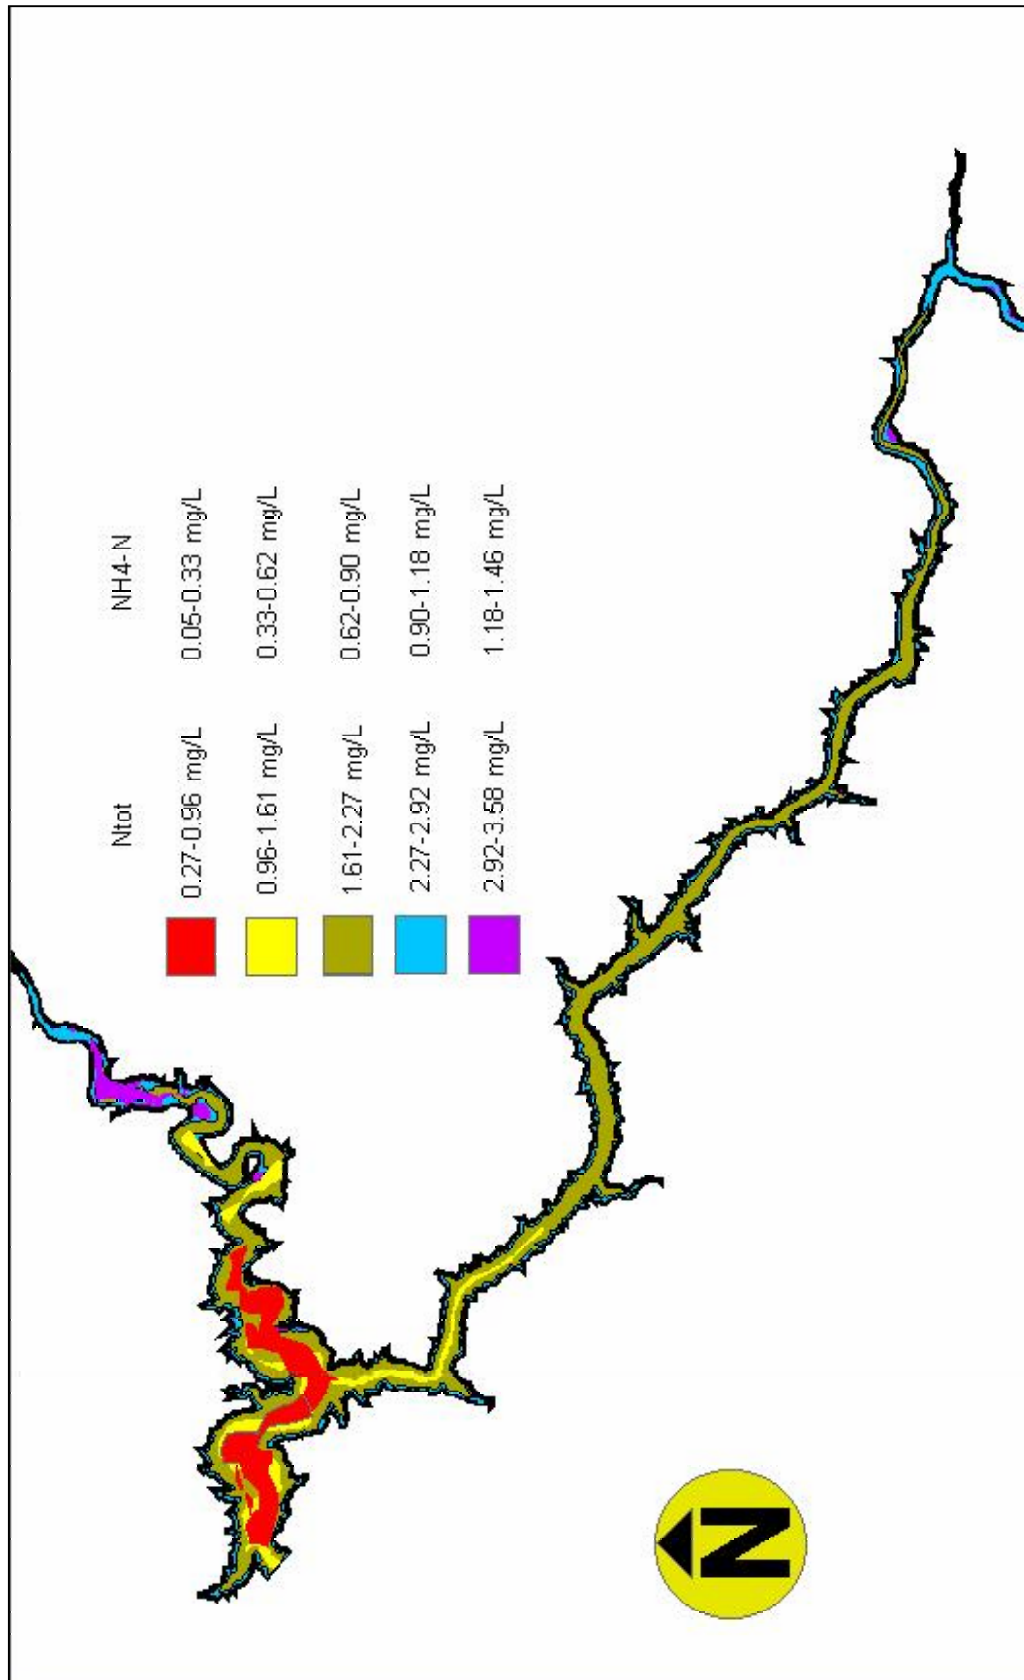 Ntot NH4-N
0.27-0.96 mg/L 0.05-0.33 mg/L
0.96-1.61 mg/L 0.33-0.62 mg/L
1.61-2.27 mg/L 0.62-0.90 mg/L
2.27-2.92 mg/L 0.90-1.18 mg/L
2.92-3.58 mg/L 1.18-1.46 mg/L
N